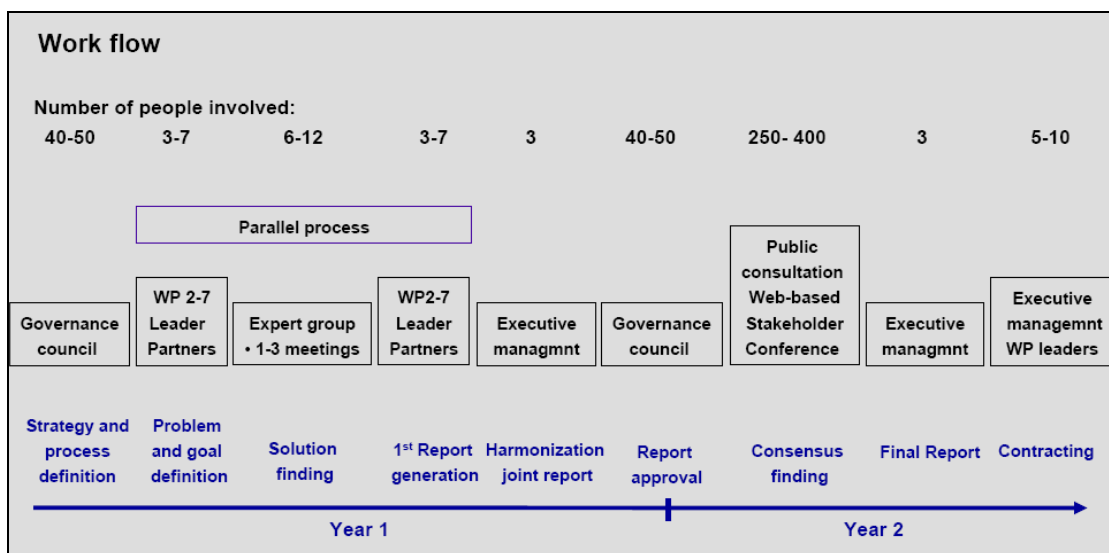 Work flow
Number of people involved:
40-50 3-7 6-12 3-7 3 40-50 250- 400 3 5-10
Parallel process
Governance
council
WP 2-7
Leader
Partners
Expert group
• 1-3 meetings
WP2-7
Leader
Partners
Executive
managmnt
Governance
council
Public
consultation
Web-based
Stakeholder
Conference
Executive
managmnt
Executive
managemnt
WP leaders
Strategy and
process
definition
Problem
and goal
definition
Solution
finding
1st Report
generation
Harmonization
joint report
Report
approval
Consensus
finding
Final Report
Contracting
Year 1
Year 2